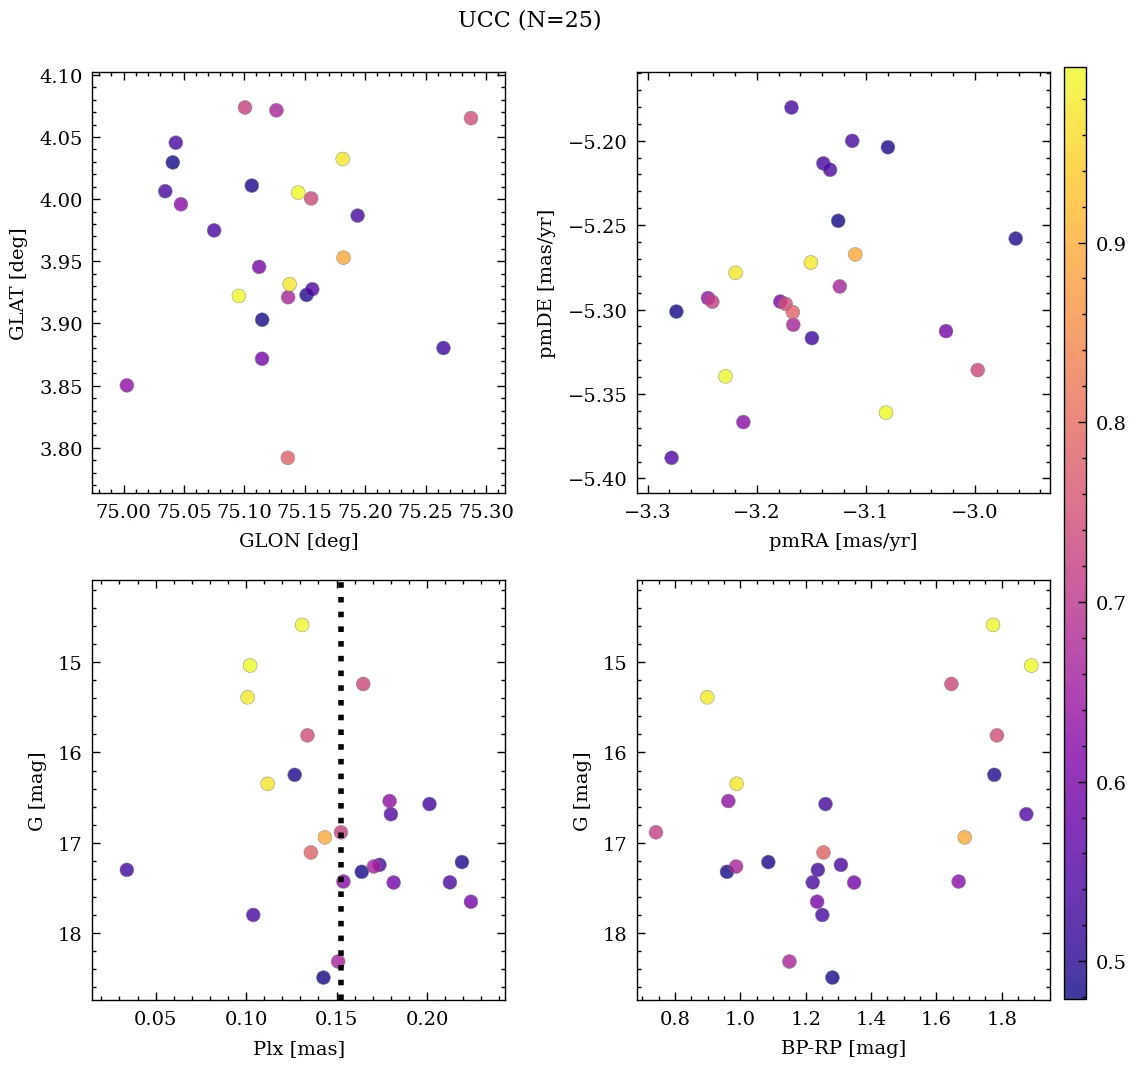 UCC (N=25)
4.10
4.05
4.00
3.95
3.90
3.85
3.80
GLAT [deg]
75.00 75.05 75.10 75.15 75.20 75.25 75.30
GLON [deg]
−5.20
−5.25
−5.30
−5.35
−5.40
pmDE [mas/yr]
−3.3 −3.2 −3.1 −3.0
pmRA [mas/yr]
15
16
17
18
G [mag]
0.05 0.10 0.15 0.20
Plx [mas]
15
16
17
18
G [mag]
0.8 1.0 1.2 1.4 1.6 1.8
BP-RP [mag]
0.9
0.8
0.7
0.6
0.5